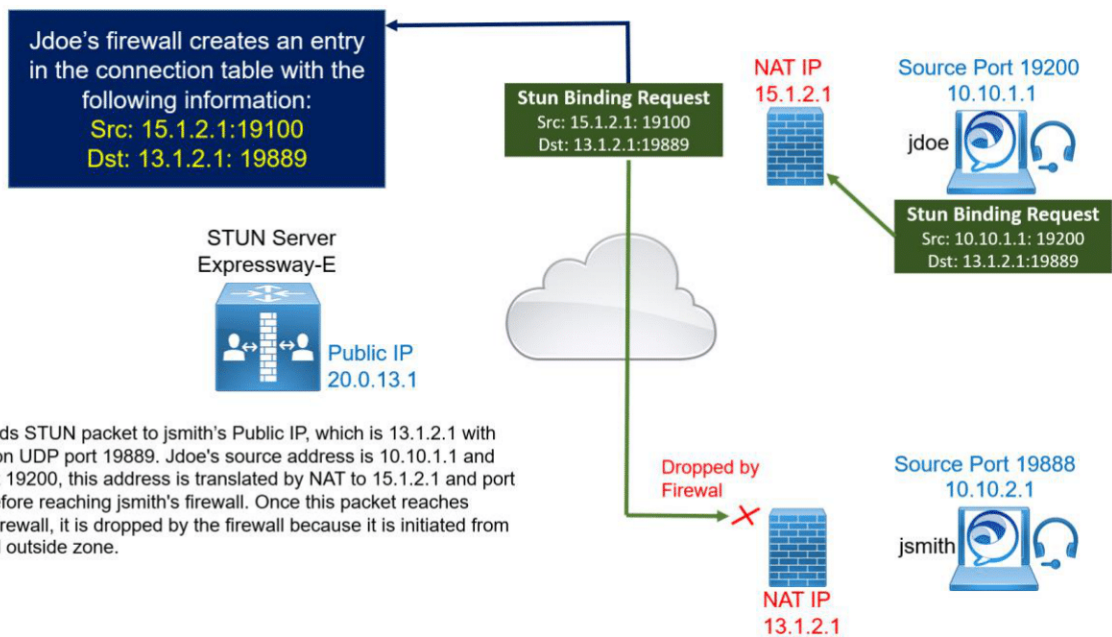 Jdoe's firewall creates an entry
in the connection table with the
following information:
Src: 15.1.2.1:19100
Dst: 13.1.2.1: 19889
Stun Binding Request
Src: 15.1.2.1: 19100
Dst: 13.1.2.1:19889
NAT IP
15.1.2.1
Source Port 19200
10.10.1.1
jdoe
Stun Binding Request
Src: 10.10.1.1: 19200
Dst: 13.1.2.1:19889
STUN Server
Expressway-E
Public IP
20.0.13.1
ds STUN packet to jsmith's Public IP, which is 13.1.2.1 with
on UDP port 19889. Jdoe's source address is 10.10.1.1 and
19200, this address is translated by NAT to 15.1.2.1 and port
efore reaching jsmith's firewall. Once this packet reaches
irewall, it is dropped by the firewall because it is initiated from
outside zone.
Dropped by
Firewal
Source Port 19888
10.10.2.1
jsmith
NAT IP
13.1.2.1